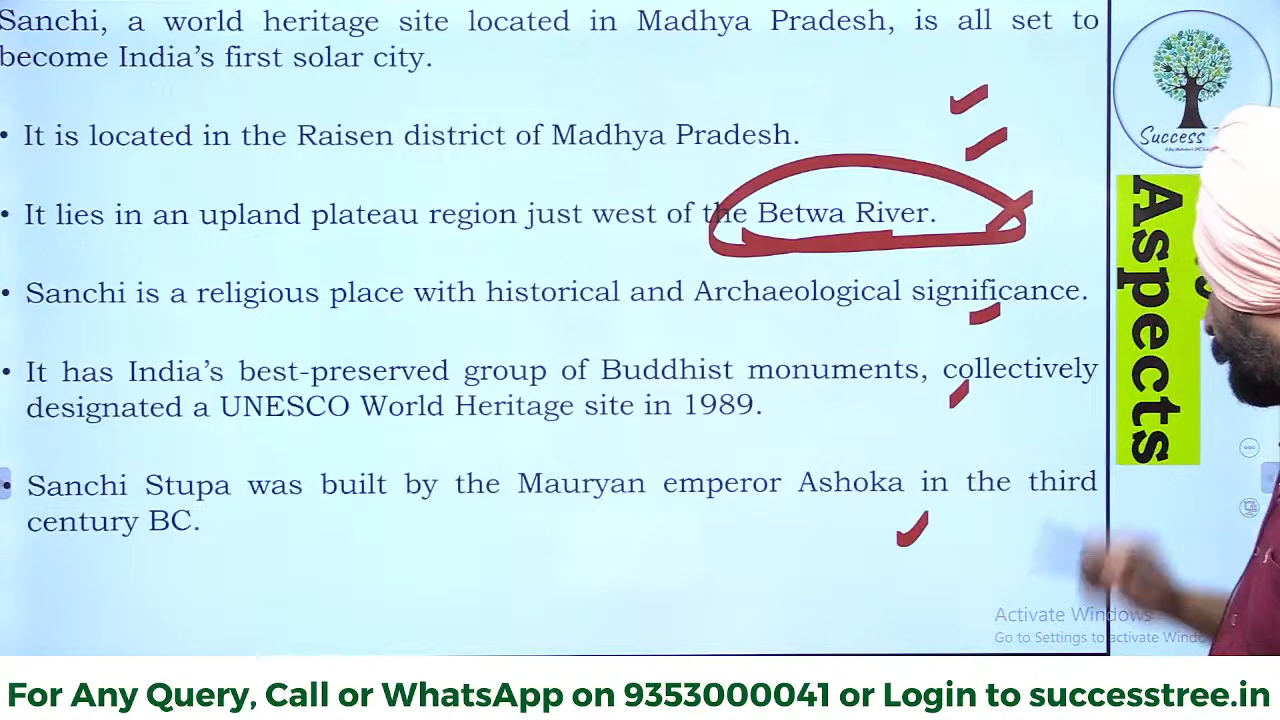 Sanchi, a world heritage site located in Madhya Pradesh, is all set to
become India's first solar city.
• It is located in the Raisen district of Madhya Pradesh.
• It lies in an upland plateau region just west of the Betwa River.
• Sanchi is a religious place with historical and Archaeological significance.
• It has India's best-preserved group of Buddhist monuments, collectively
designated a UNESCO World Heritage site in 1989.
• Sanchi Stupa was built by the Mauryan emperor Ashoka in the third
century BC.
Success
Aspects
Activate Windows
Go to Settings to activate
For Any Query, Call or WhatsApp on 9353000041 or Login to successtree.in